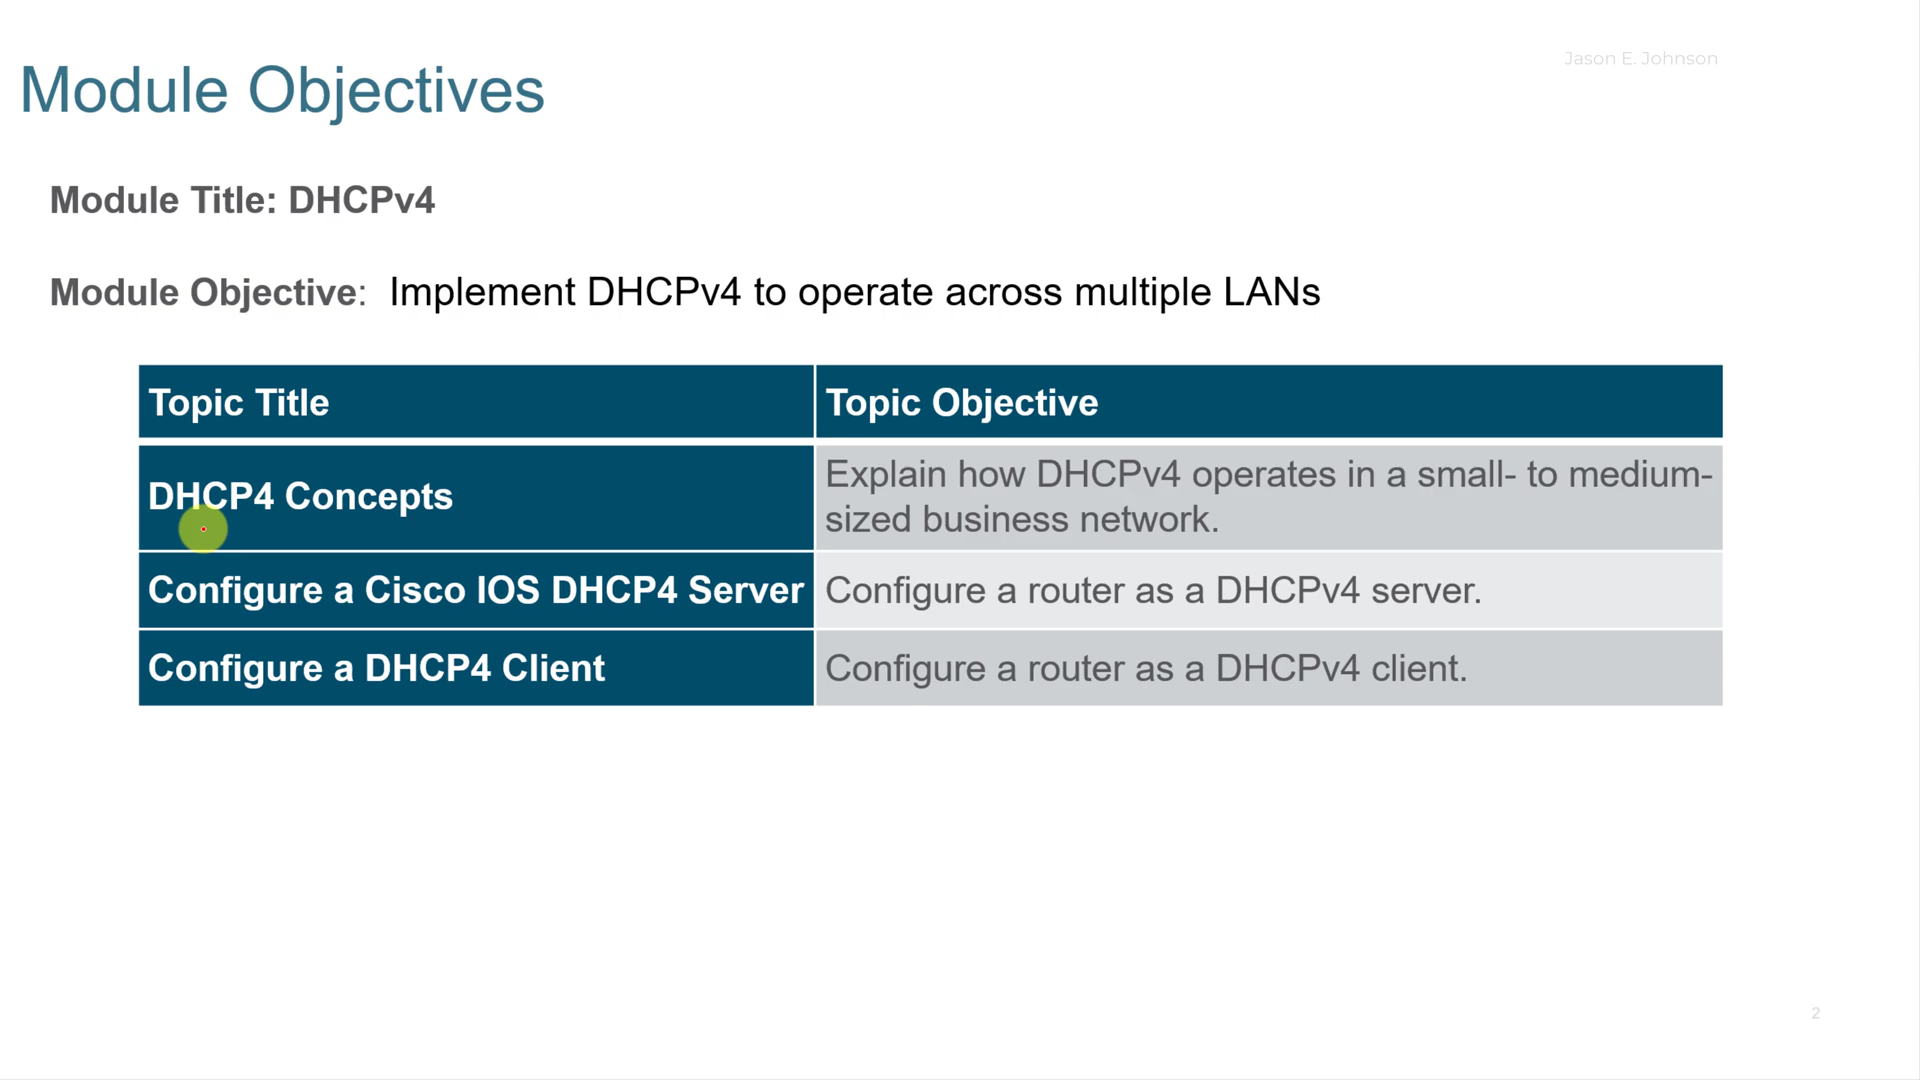 Jason E. Johnson
Module Objectives
Module Title: DHCPv4
Module Objective: Implement DHCPv4 to operate across multiple LANs
Topic Title
Topic Objective
DHCP4 Concepts
Explain how DHCPv4 operates in a small- to medium-
sized business network.
Configure a Cisco IOS DHCP4 Server
Configure a router as a DHCPv4 server.
Configure a DHCP4 Client
Configure a router as a DHCPv4 client.
2